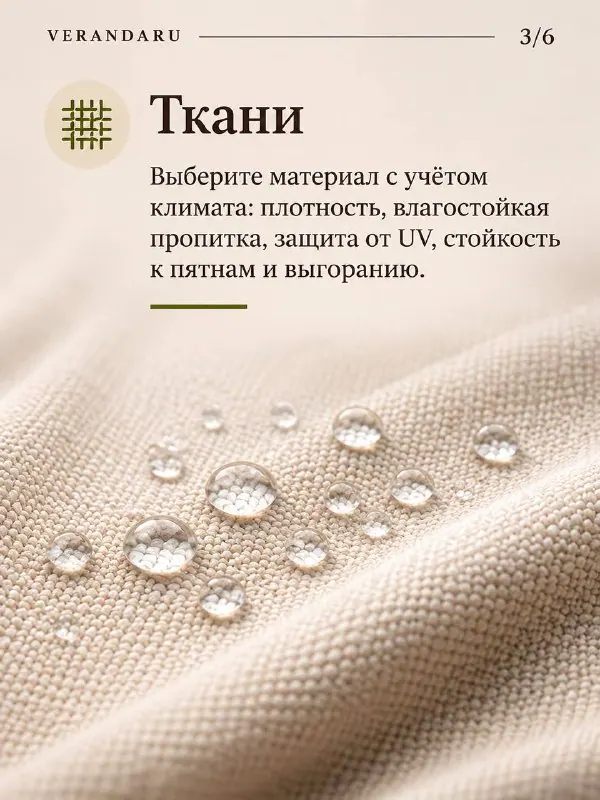 VERANDARU
3/6
Ткани
Выберите материал с учётом
климата: плотность, влагостойкая
пропитка, защита от UV, стойкость
к пятнам и выгоранию.